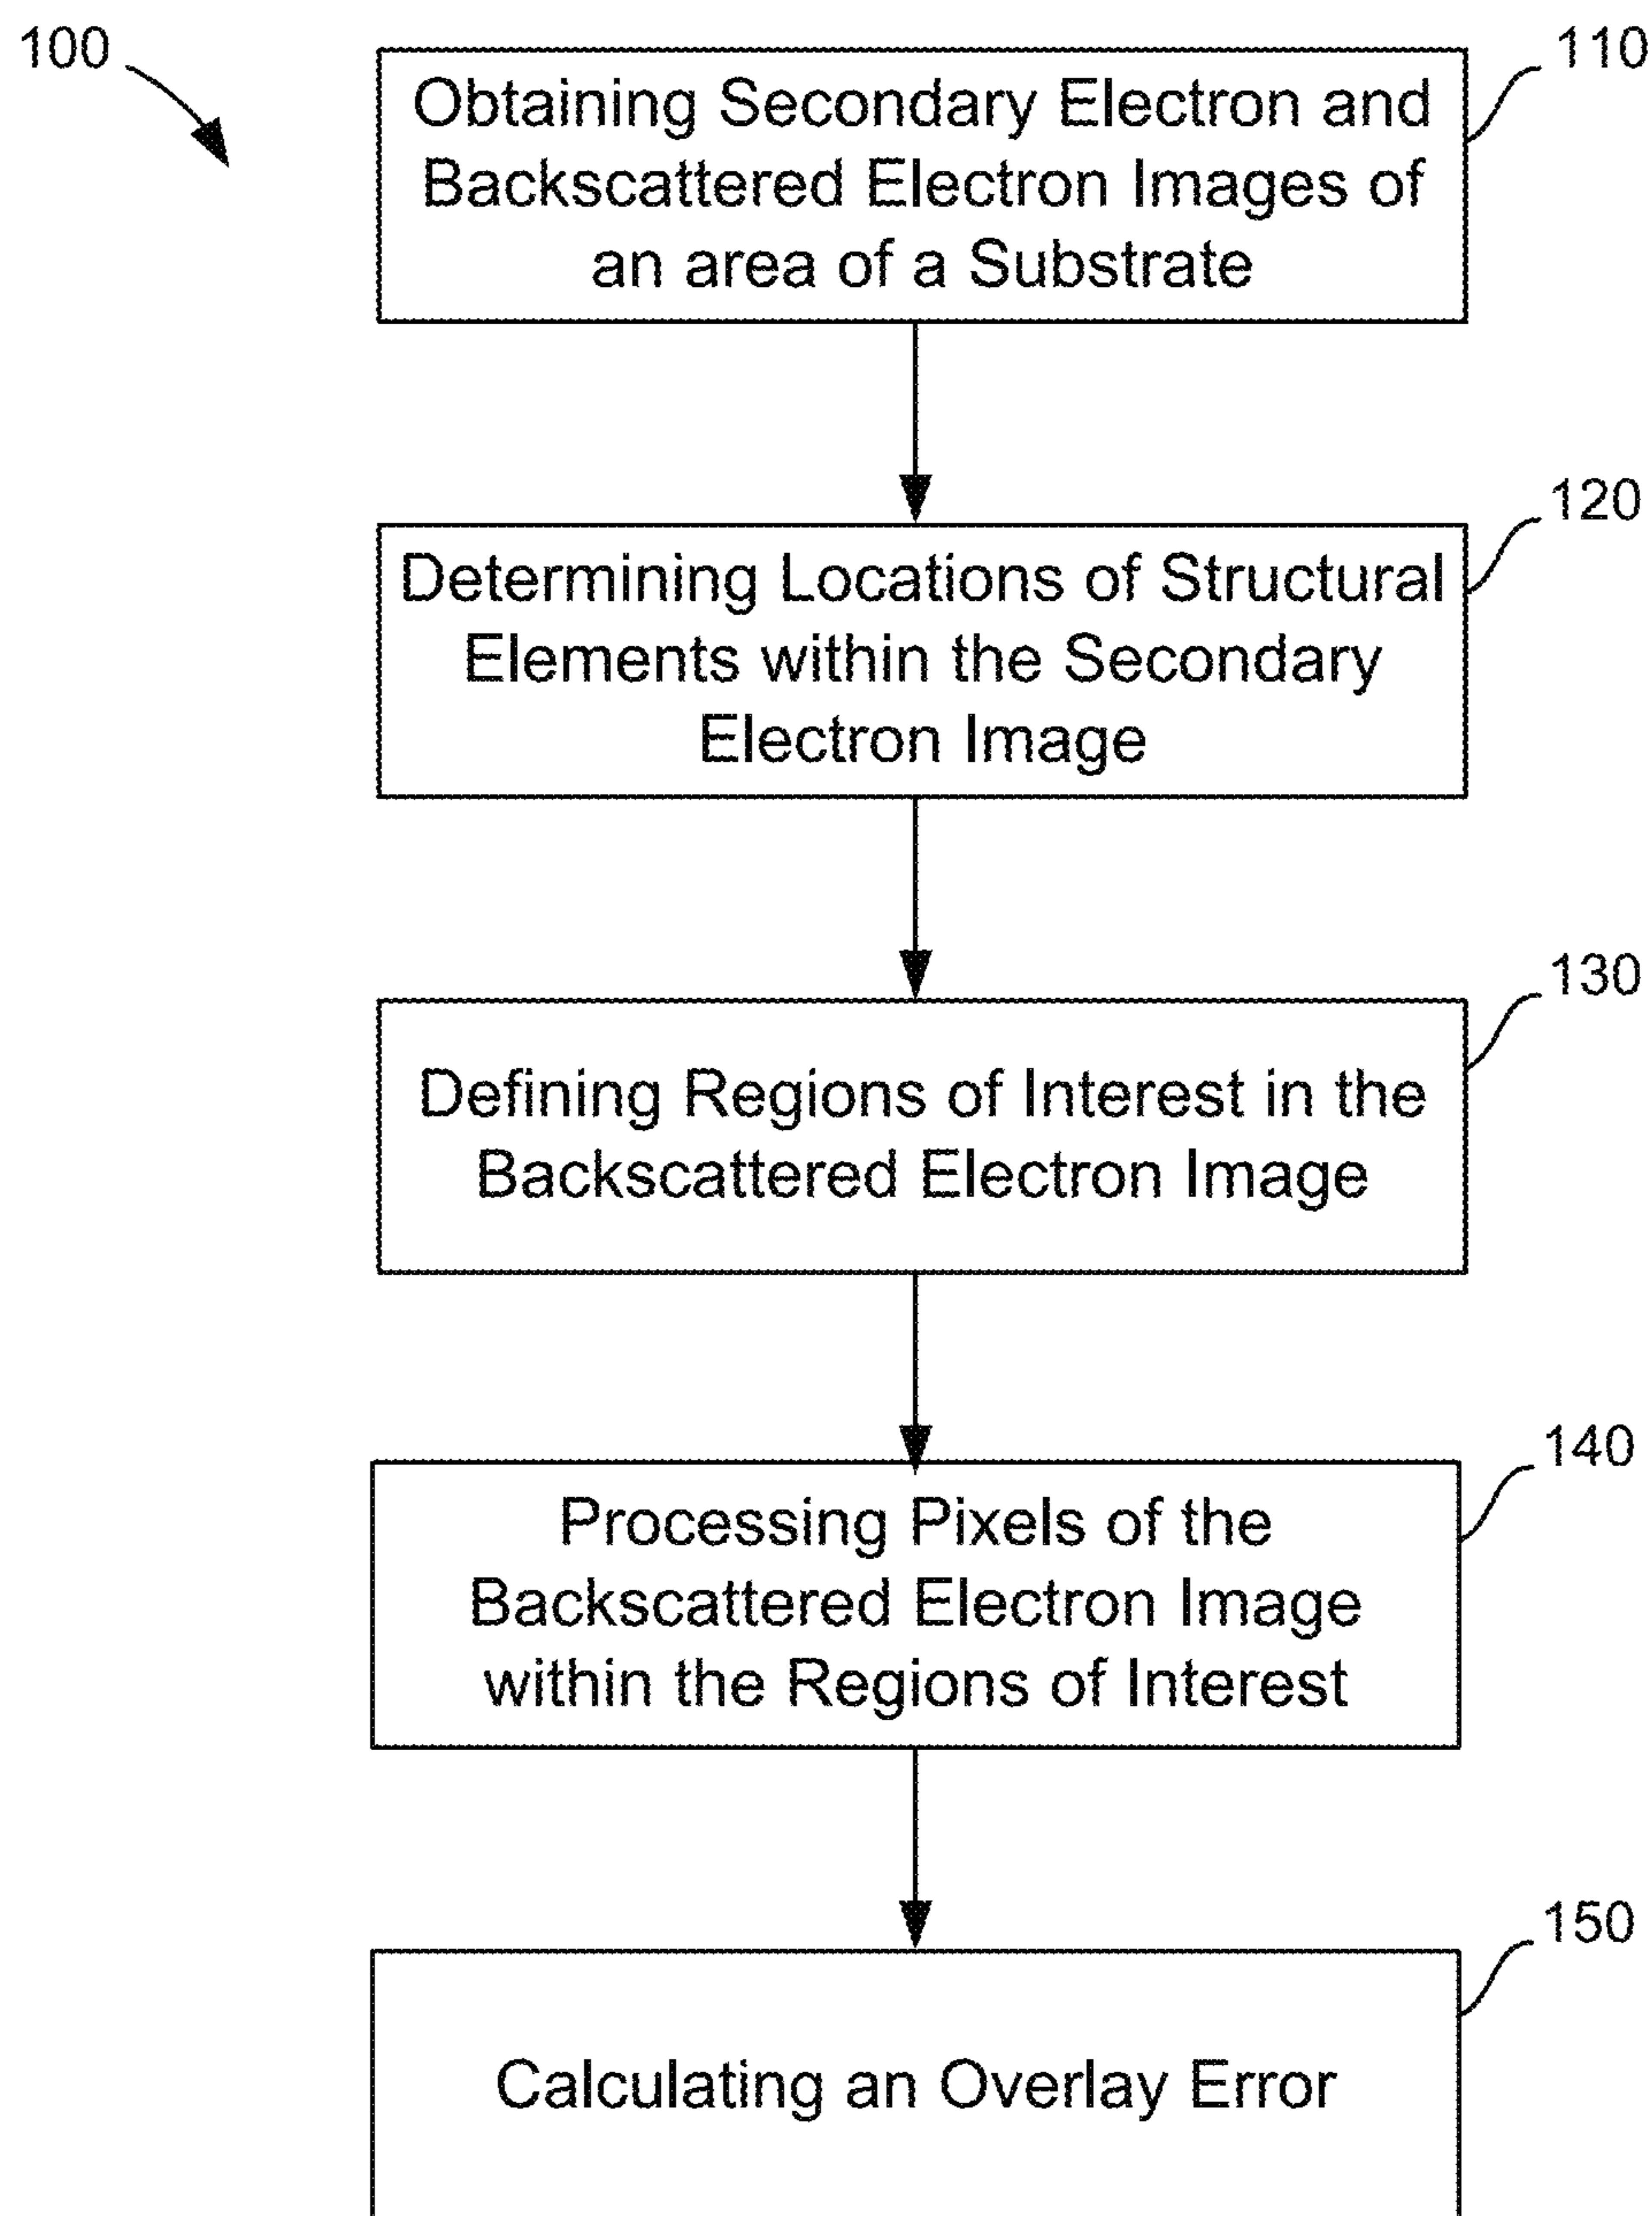 100
110
Obtaining Secondary Electron and
Backscattered Electron Images of
an area of a Substrate
120
Determining Locations of Structural
Elements within the Secondary
Electron Image
130
Defining Regions of Interest in the
Backscattered Electron Image
140
Processing Pixels of the
Backscattered Electron Image
within the Regions of Interest
150
Calculating an Overlay Error